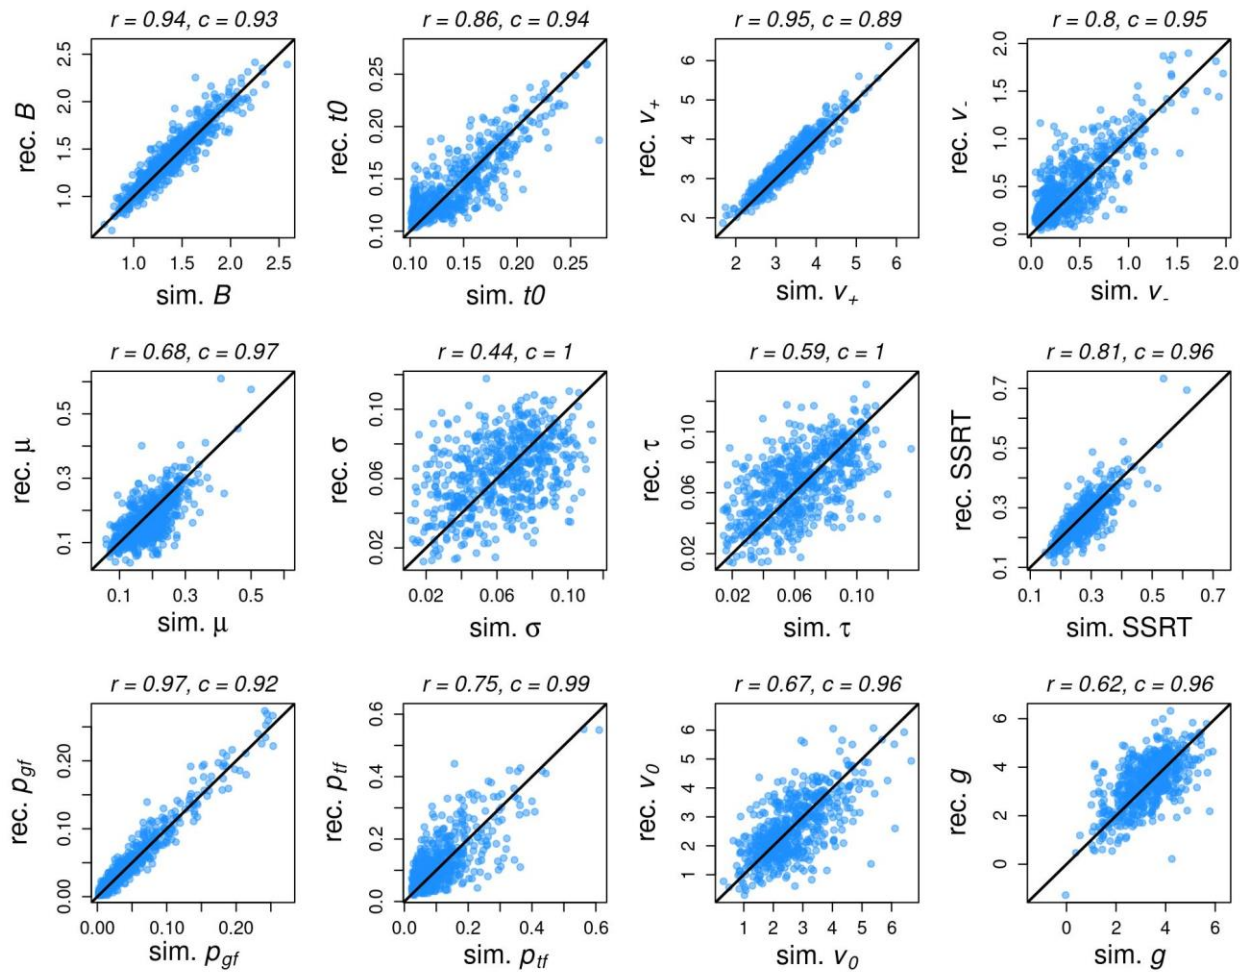 r = 0.94, c = 0.93
rec. B
2.5
2.0
1.5
1.0
1.0 1.5 2.0 2.5
sim. B
r = 0.86, c = 0.94
rec. t0
0.25
0.20
0.15
0.10
0.10 0.15 0.20 0.25
sim. t0
r = 0.95, c = 0.89
rec. v+
6
5
4
3
2
2 3 4 5 6
sim. v+
r = 0.8, c = 0.95
rec. v-
2.0
1.5
1.0
0.5
0.0
0.0 0.5 1.0 1.5 2.0
sim. v-
r = 0.68, c = 0.97
rec. μ
0.5
0.3
0.1
0.1 0.3 0.5
sim. μ
r = 0.44, c = 1
rec. σ
0.10
0.06
0.02
0.02 0.06 0.10
sim. σ
r = 0.59, c = 1
rec. τ
0.10
0.06
0.02
0.02 0.06 0.10
sim. τ
r = 0.81, c = 0.96
rec. SSRT
0.7
0.5
0.3
0.1
0.1 0.3 0.5 0.7
sim. SSRT
r = 0.97, c = 0.92
rec. pgf
0.20
0.10
0.00
0.00 0.10 0.20
sim. pgf
r = 0.75, c = 0.99
rec. ptf
0.6
0.4
0.2
0.0
0.0 0.2 0.4 0.6
sim. ptf
r = 0.67, c = 0.96
rec. v0
6
5
4
3
2
1
1 2 3 4 5 6
sim. v0
r = 0.62, c = 0.96
rec. g
6
4
2
0
0 2 4 6
sim. g